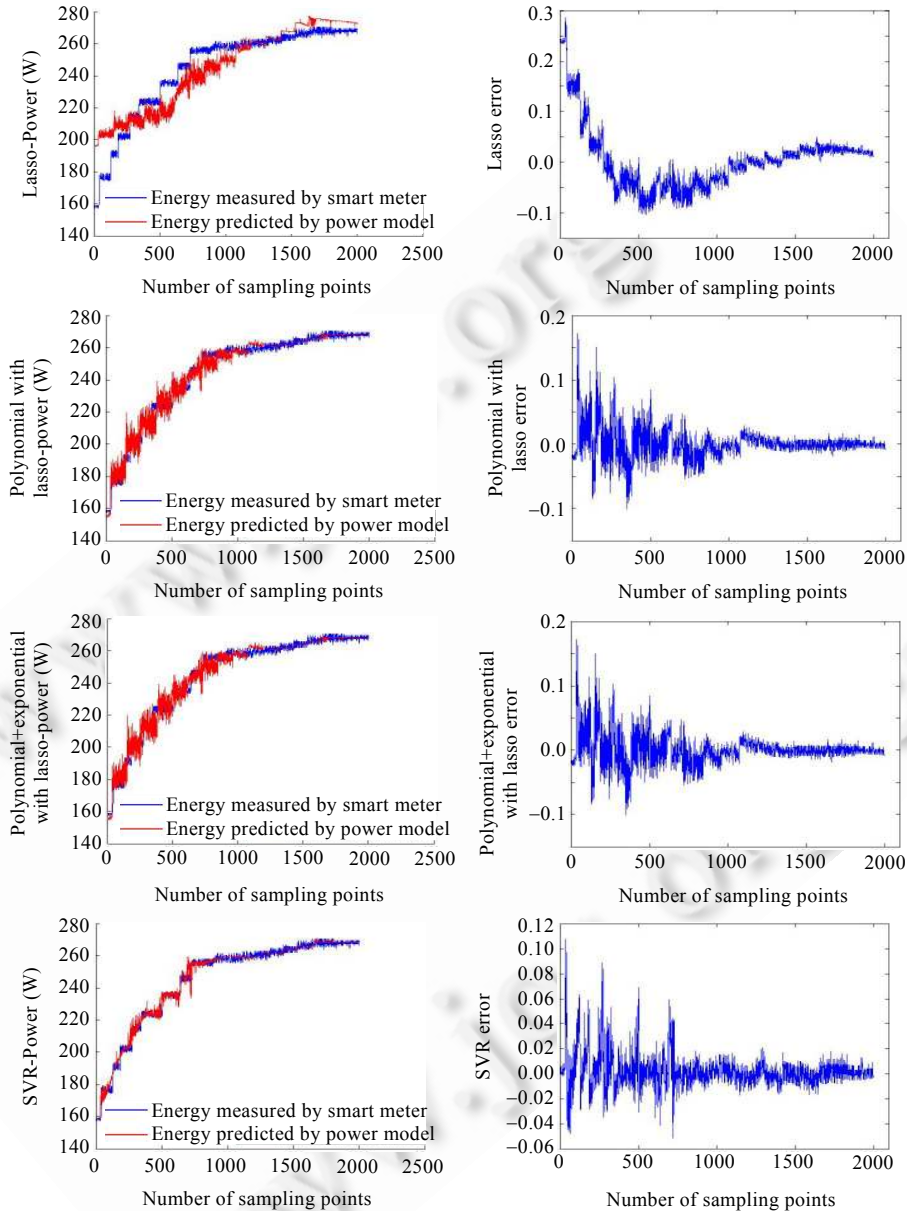 280
260
240
220
200
180
160
140
Lasso-Power (W)
Energy measured by smart meter
Energy predicted by power model
0 500 1000 1500 2000 2500
Number of sampling points
0.3
0.2
0.1
0.0
−0.1
Lasso error
0 500 1000 1500 2000
Number of sampling points
280
260
240
220
200
180
160
140
Polynomial with
lasso-power (W)
Energy measured by smart meter
Energy predicted by power model
0 500 1000 1500 2000 2500
Number of sampling points
0.2
0.1
0.0
−0.1
Polynomial with
lasso error
0 500 1000 1500 2000
Number of sampling points
280
260
240
220
200
180
160
140
Polynomial+exponential
with lasso-power (W)
Energy measured by smart meter
Energy predicted by power model
0 500 1000 1500 2000 2500
Number of sampling points
0.2
0.1
0.0
−0.1
Polynomial+exponential
with lasso error
0 500 1000 1500 2000
Number of sampling points
280
260
240
220
200
180
160
140
SVR-Power (W)
Energy measured by smart meter
Energy predicted by power model
0 500 1000 1500 2000 2500
Number of sampling points
0.12
0.10
0.08
0.06
0.04
0.02
0.00
−0.02
−0.04
−0.06
SVR error
0 500 1000 1500 2000
Number of sampling points